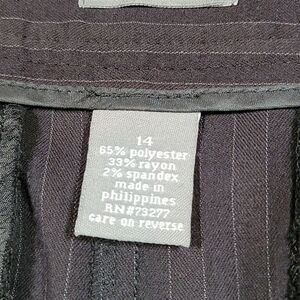 14
65% polyester
33% rayon
2% spandex
made in
philippines
RN#73277
care on reverse